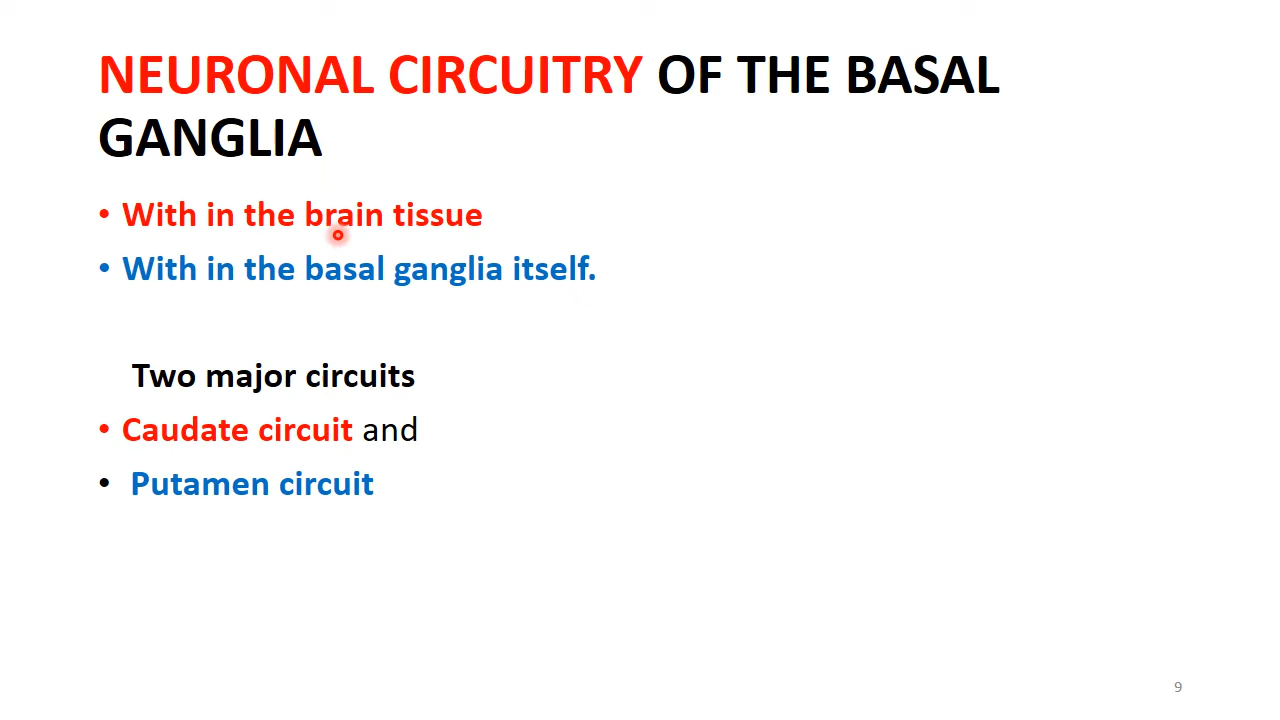 NEURONAL CIRCUITRY OF THE BASAL
GANGLIA
• With in the brain tissue
• With in the basal ganglia itself.
Two major circuits
• Caudate circuit and
• Putamen circuit
9